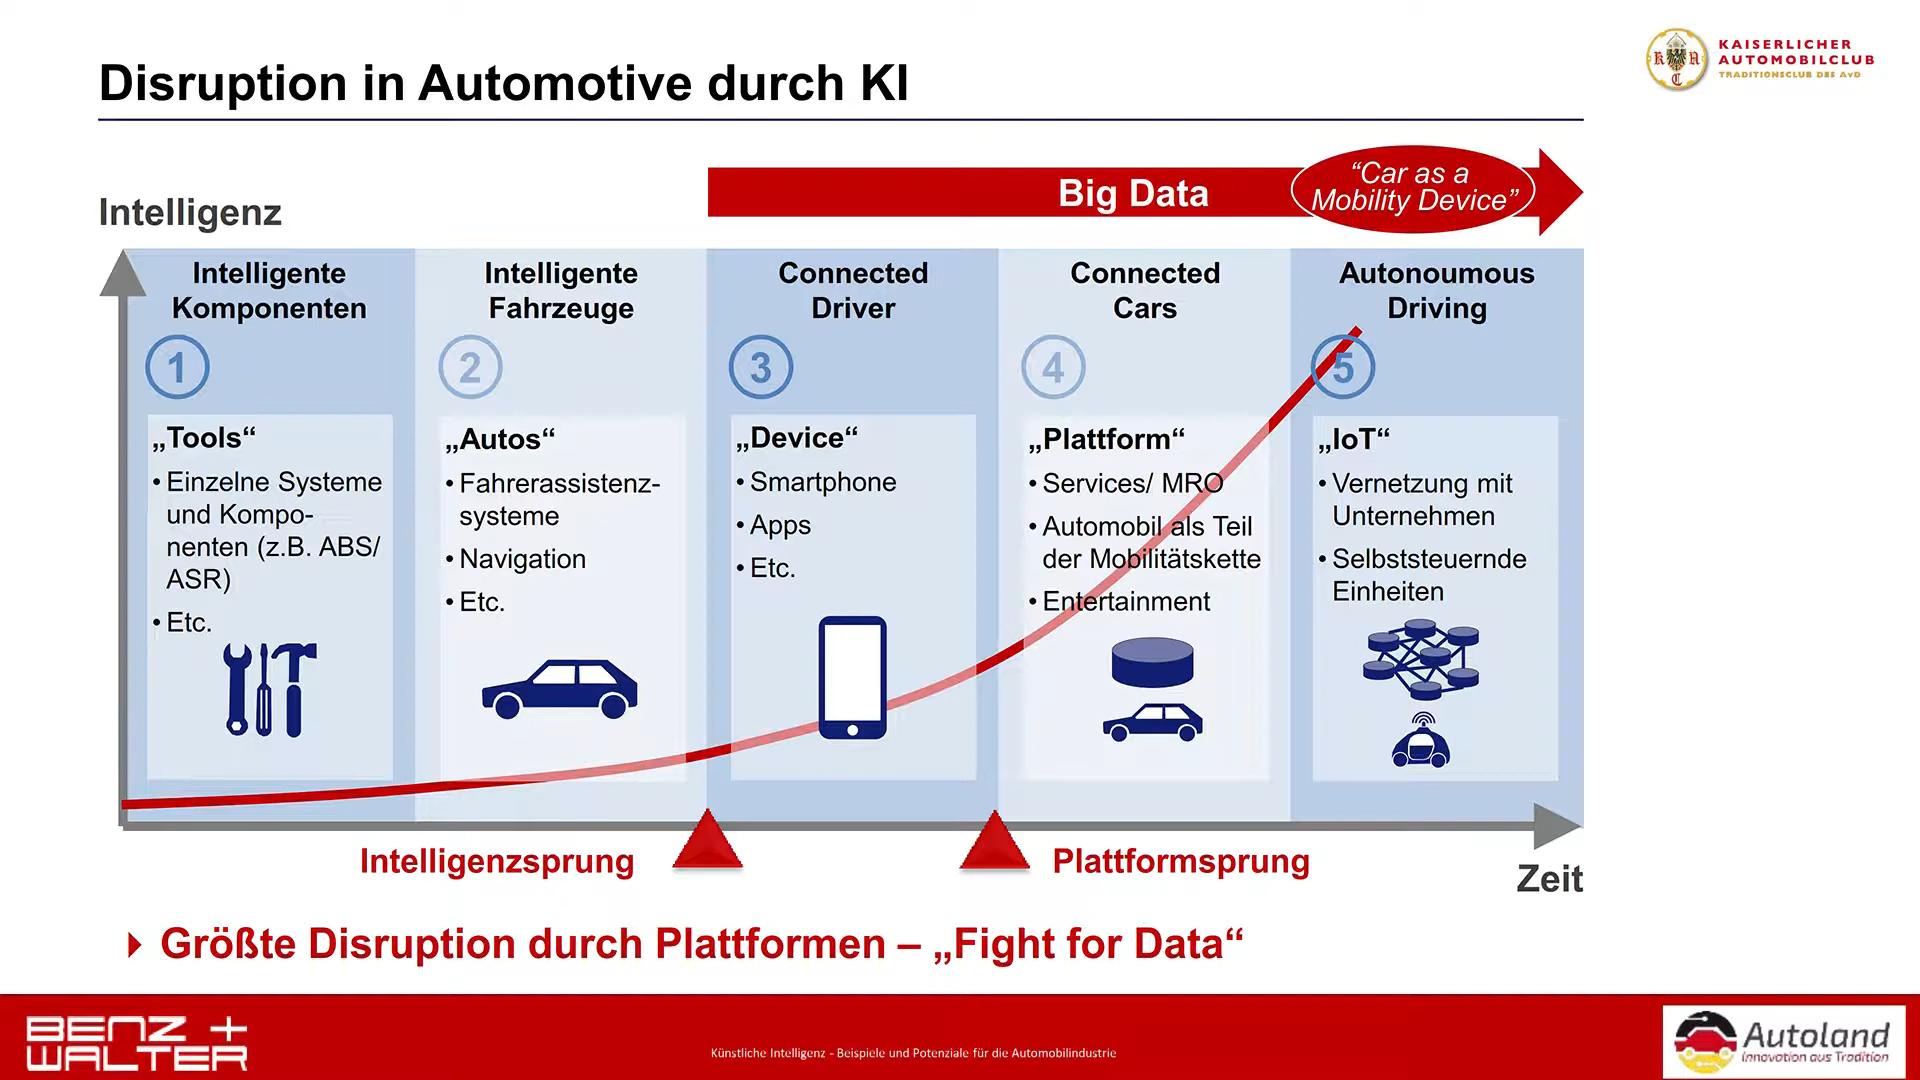 Disruption in Automotive durch KI
KAISERLICHER
AUTOMOBILCLUB
TRADITIONSCLUB DES AvD
K A C
Big Data
“Car as a
Mobility Device”
Intelligenz
Intelligente
Komponenten
1
„Tools“
• Einzelne Systeme
und Kompo-
nenten (z.B. ABS/
ASR)
• Etc.
Intelligente
Fahrzeuge
2
„Autos“
• Fahrerassistenz-
systeme
• Navigation
• Etc.
Connected
Driver
3
„Device“
• Smartphone
• Apps
• Etc.
Connected
Cars
4
„Plattform“
• Services/ MRO
• Automobil als Teil
der Mobilitätskette
• Entertainment
Autonoumous
Driving
5
„IoT“
• Vernetzung mit
Unternehmen
• Selbststeuernde
Einheiten
Intelligenzsprung
Plattformsprung
Zeit
Größte Disruption durch Plattformen – „Fight for Data“
BENZ +
WALTER
Künstliche Intelligenz - Beispiele und Potenziale für die Automobilindustrie
Autoland
Innovation aus Tradition